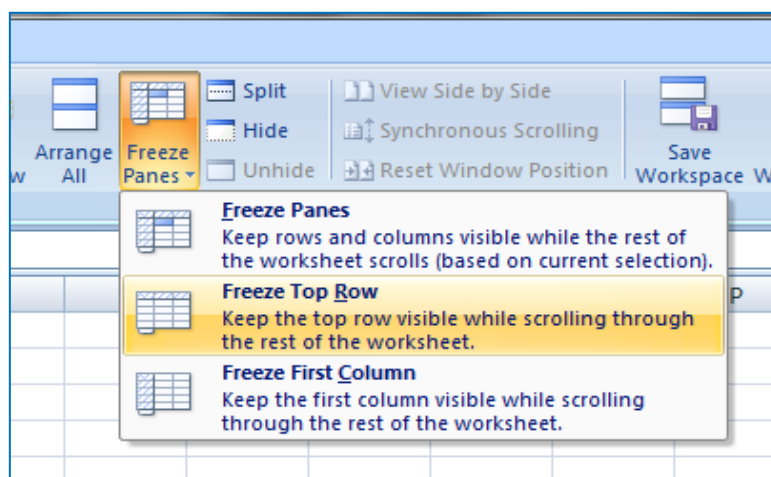 Split
View Side by Side
Hide
Synchronous Scrolling
Arrange All
Freeze Panes
Unhide
Reset Window Position
Save Workspace
w
W
Freeze Panes
Keep rows and columns visible while the rest of
the worksheet scrolls (based on current selection).
Freeze Top Row
P
Keep the top row visible while scrolling through
the rest of the worksheet.
Freeze First Column
Keep the first column visible while scrolling
through the rest of the worksheet.